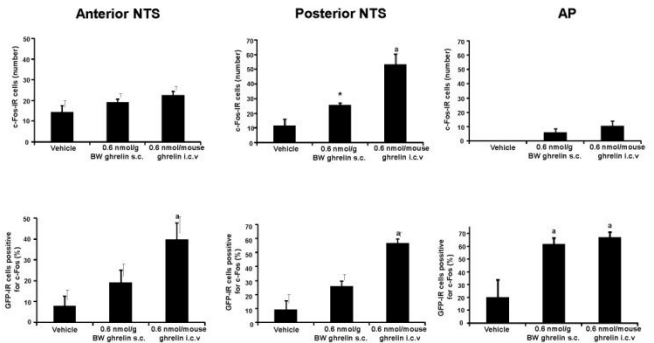 Anterior NTS
Posterior NTS
AP
c-Fos-IR cells (number)
50
40
30
20
10
0
Vehicle
0.6 nmol/g
BW ghrelin s.c.
0.6 nmol/mouse
ghrelin i.c.v
c-Fos-IR cells (number)
70
60
50
40
30
20
10
0
*
a
Vehicle
0.6 nmol/g
BW ghrelin s.c.
0.6 nmol/mouse
ghrelin i.c.v
c-Fos-IR cells (number)
70
60
50
40
30
20
10
0
Vehicle
0.6 nmol/g
BW ghrelin s.c.
0.6 nmol/mouse
ghrelin i.c.v
GFP-IR cells possitive
for c-Fos (%)
50
40
30
20
10
0
a
Vehicle
0.6 nmol/g
BW ghrelin s.c.
0.6 nmol/mouse
ghrelin i.c.v
GFP-IR cells possitive
for c-Fos (%)
70
60
50
40
30
20
10
0
a
Vehicle
0.6 nmol/g
BW ghrelin s.c.
0.6 nmol/mouse
ghrelin i.c.v
GFP-IR cells possitive
for c-Fos (%)
70
60
50
40
30
20
10
0
a
a
Vehicle
0.6 nmol/g
BW ghrelin s.c.
0.6 nmol/mouse
ghrelin i.c.v